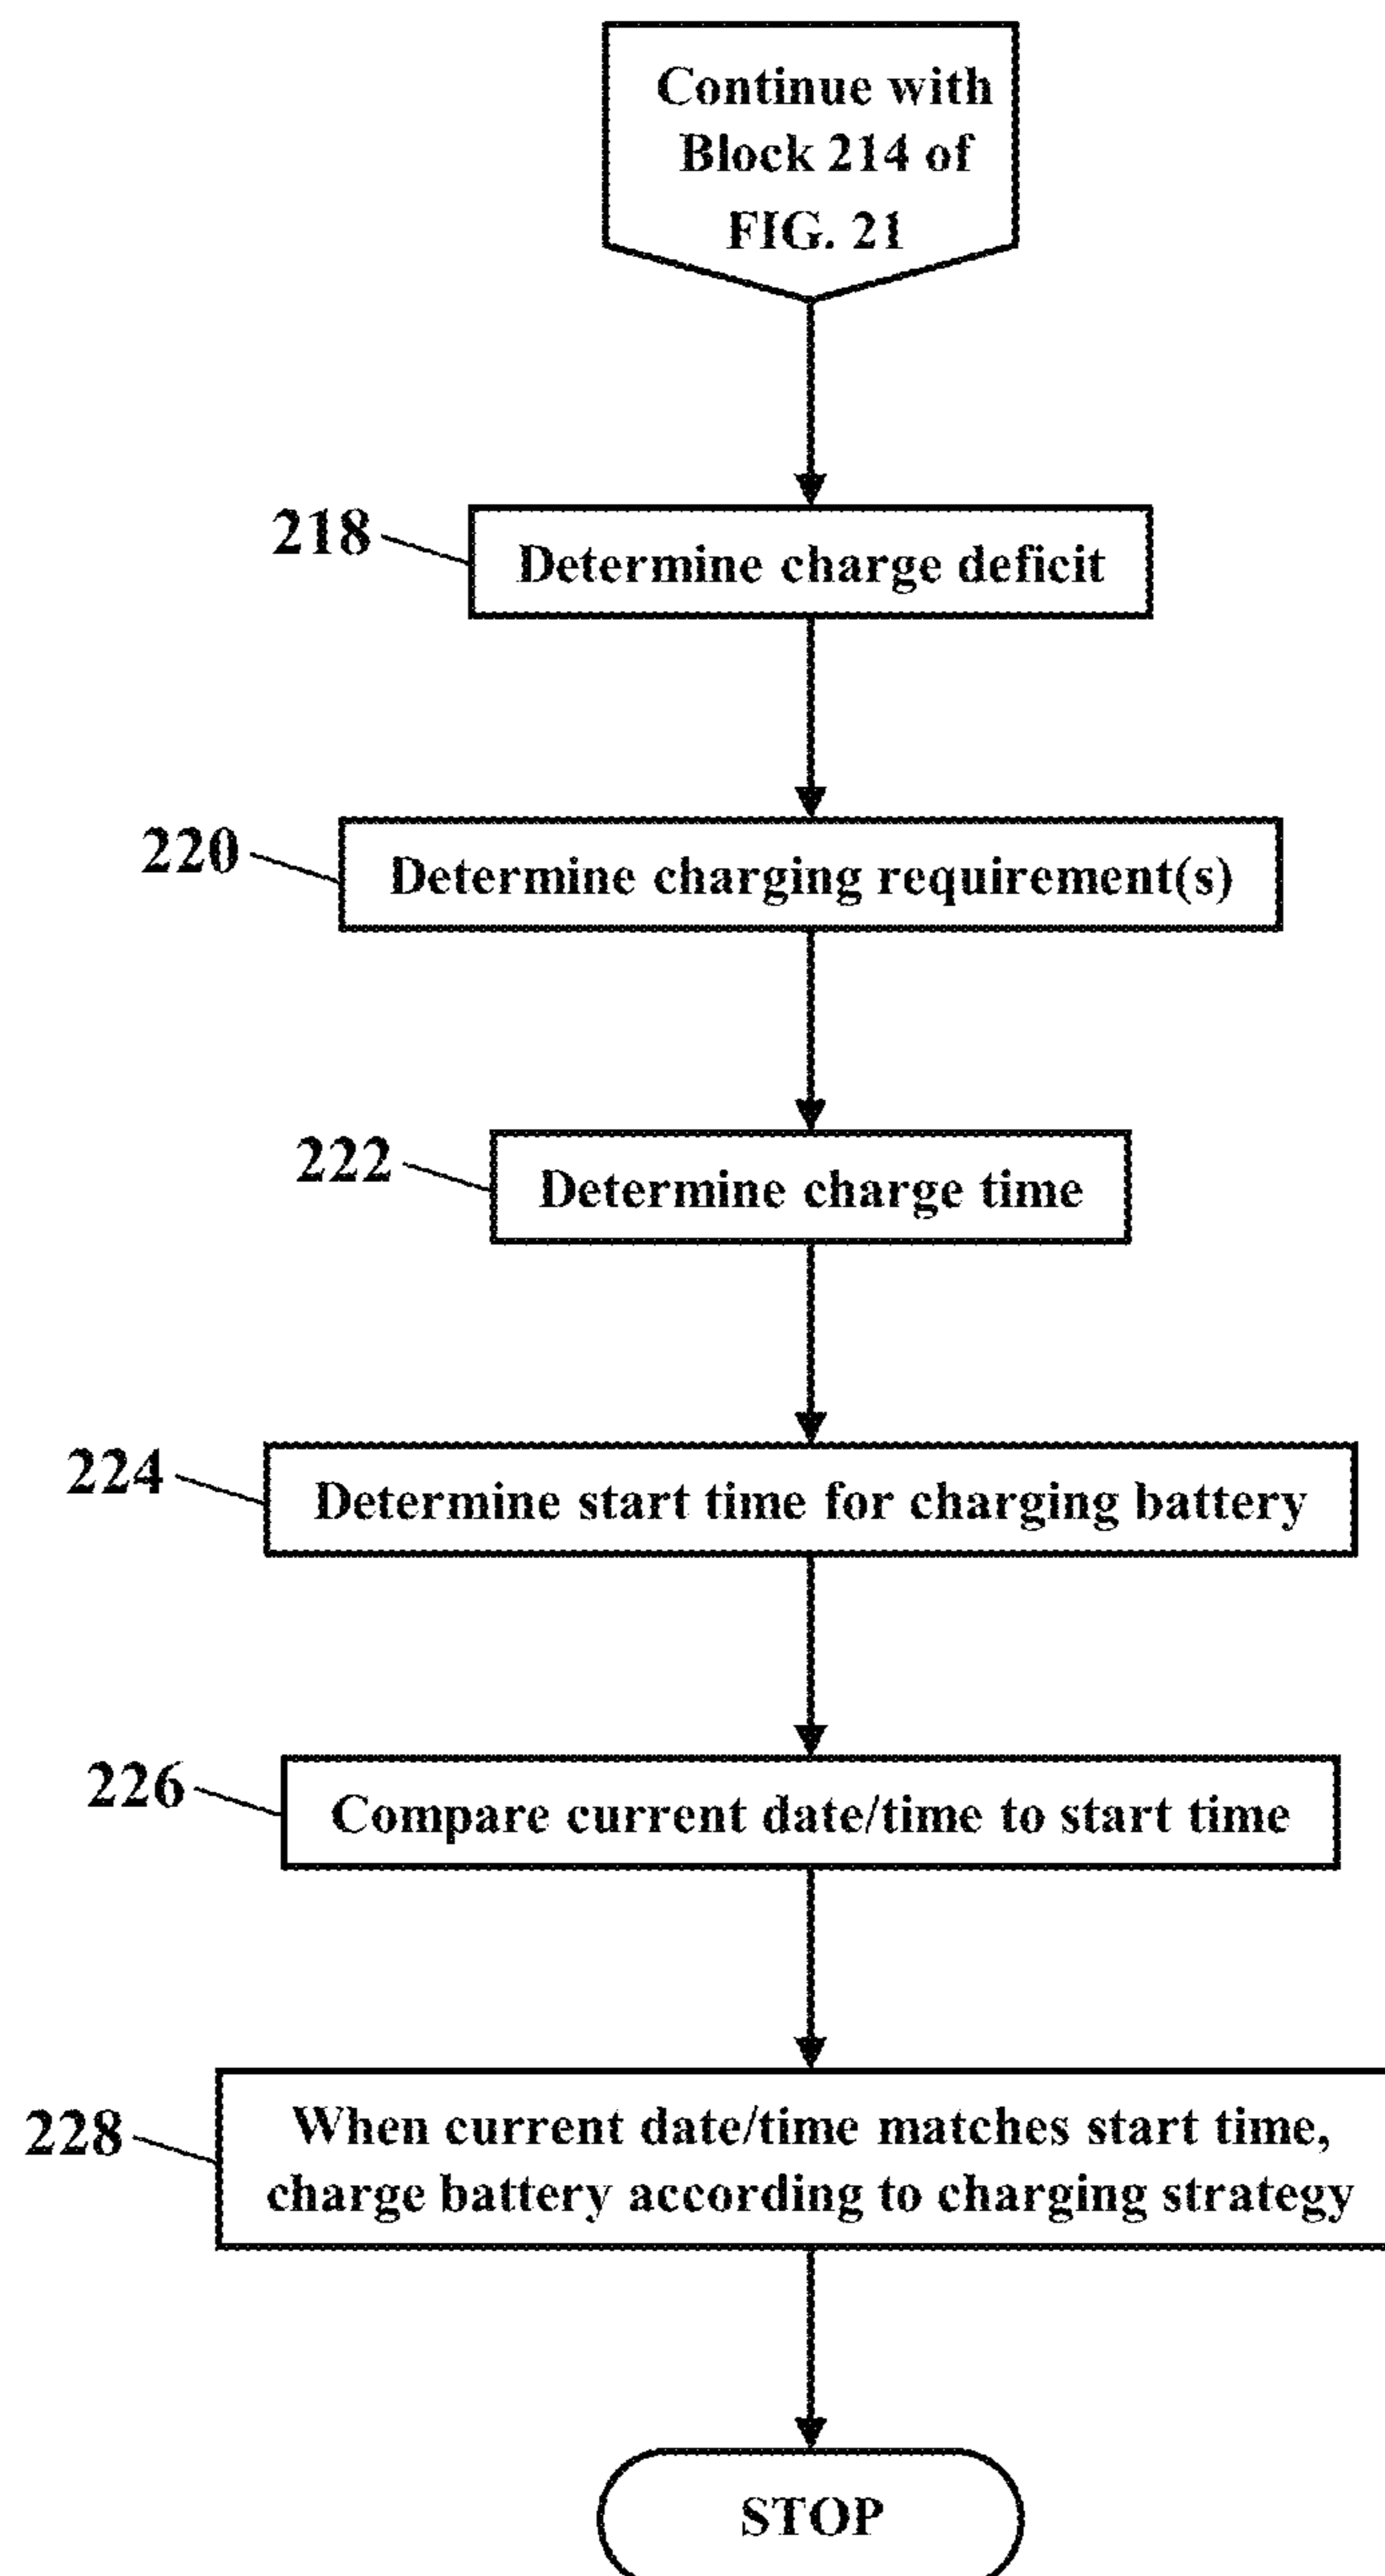 Continue with
Block 214 of
FIG. 21
218
Determine charge deficit
220
Determine charging requirement(s)
222
Determine charge time
224
Determine start time for charging battery
226
Compare current date/time to start time
228
When current date/time matches start time,
charge battery according to charging strategy
STOP